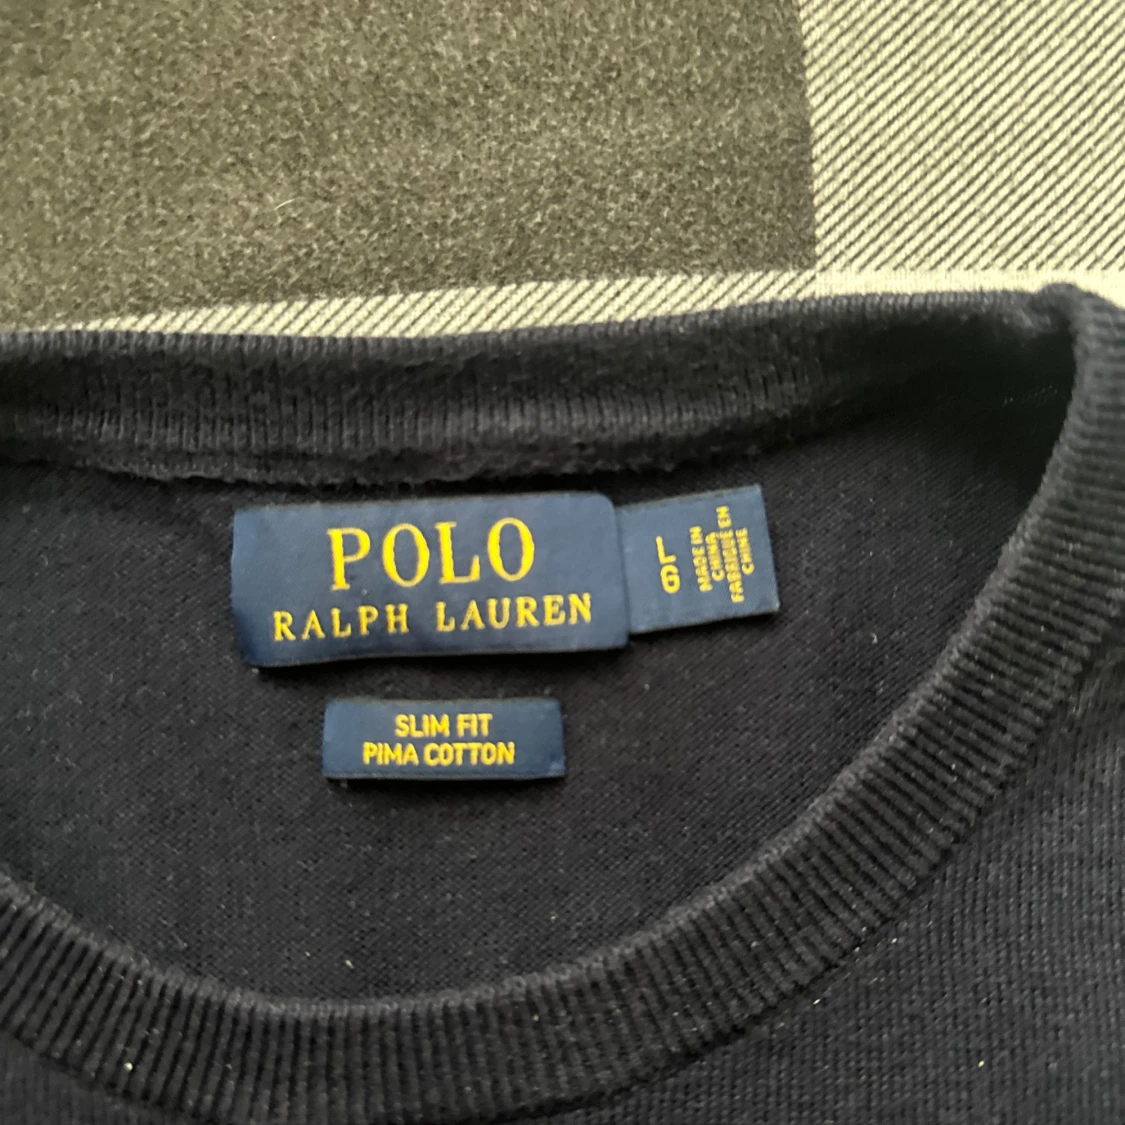 POLO
RALPH LAUREN
MADE IN
CHINA
FABRIQUÉ EN
CHINE
SLIM FIT
PIMA COTTON